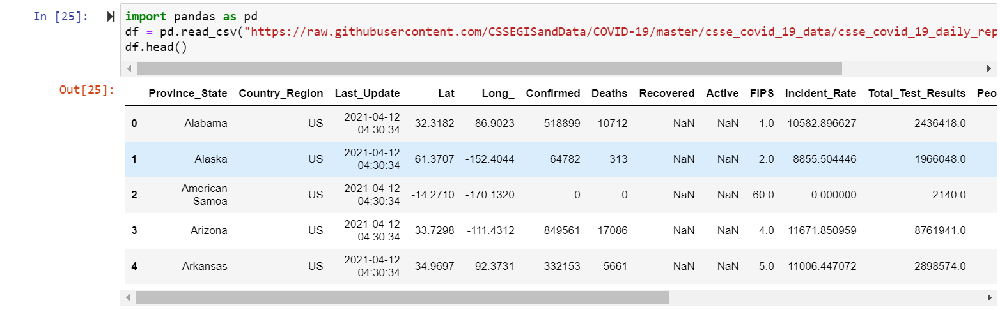 In [25]: import pandas as pd
df = pd.read_csv("https://raw.githubusercontent.com/CSSEGISandData/COVID-19/master/csse_covid_19_data/csse_covid_19_daily_rep
df.head()
Out[25]:
Province_State Country_Region Last_Update Lat Long_ Confirmed Deaths Recovered Active FIPS Incident_Rate Total_Test_Results Peo
0 Alabama US 2021-04-12 04:30:34 32.3182 -86.9023 518899 10712 NaN NaN 1.0 10582.896627 2436418.0
1 Alaska US 2021-04-12 04:30:34 61.3707 -152.4044 64782 313 NaN NaN 2.0 8855.504446 1966048.0
2 American Samoa US 2021-04-12 04:30:34 -14.2710 -170.1320 0 0 NaN NaN 60.0 0.000000 2140.0
3 Arizona US 2021-04-12 04:30:34 33.7298 -111.4312 849561 17086 NaN NaN 4.0 11671.850959 8761941.0
4 Arkansas US 2021-04-12 04:30:34 34.9697 -92.3731 332153 5661 NaN NaN 5.0 11006.447072 2898574.0